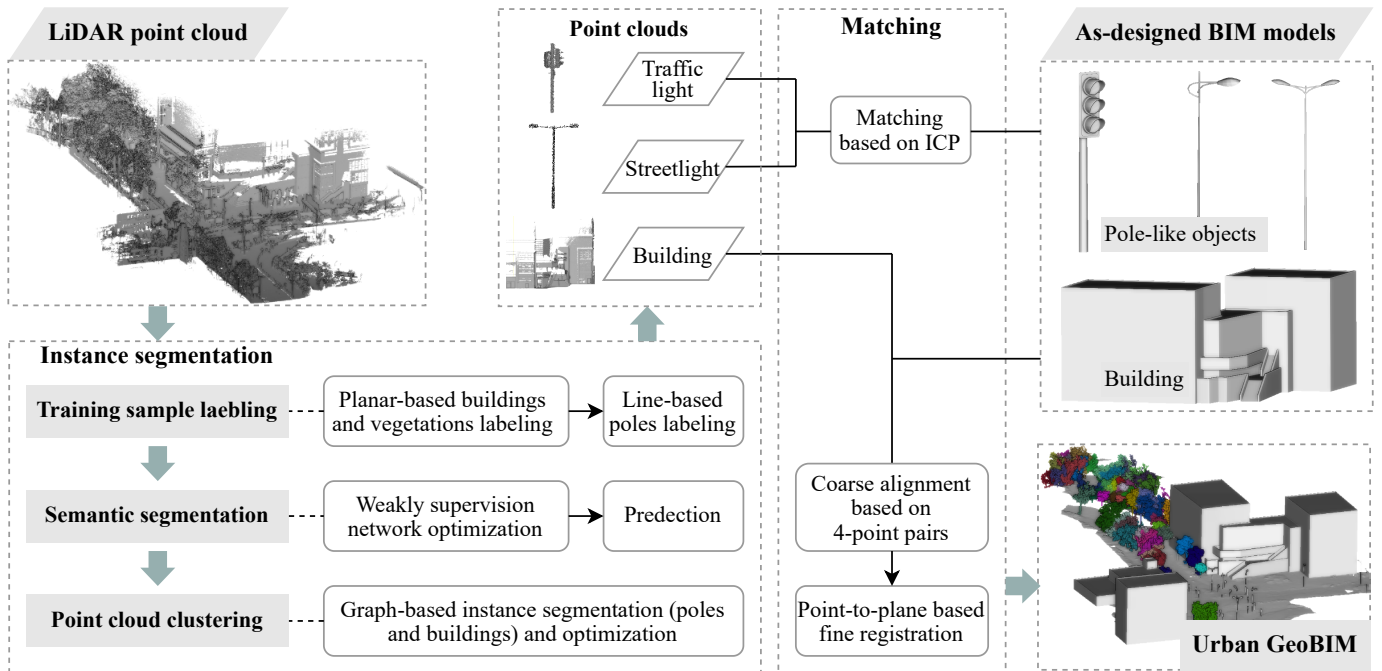 LiDAR point cloud
Point clouds
Traffic
light
Streetlight
Building
Matching
Matching
based on ICP
Coarse alignment
based on
4-point pairs
Point-to-plane based
fine registration
As-designed BIM models
Pole-like objects
Building
Instance segmentation
Training sample laebling
Planar-based buildings
and vegetations labeling
Line-based
poles labeling
Semantic segmentation
Weakly supervision
network optimization
Predection
Point cloud clustering
Graph-based instance segmentation (poles
and buildings) and optimization
Urban GeoBIM